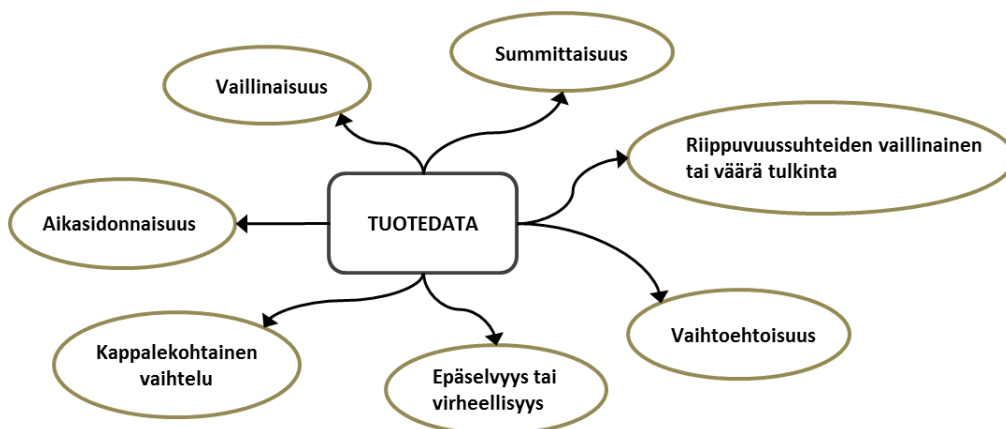 Summittaisuus
Vaillinaisuus
Riippuvuussuhteiden vaillinainen
tai väärä tulkinta
Aikasidonnaisuus
TUOTEDATA
Vaihtoehtoisuus
Kappalekohtainen
vaihtelu
Epäselvyys tai
virheellisyys